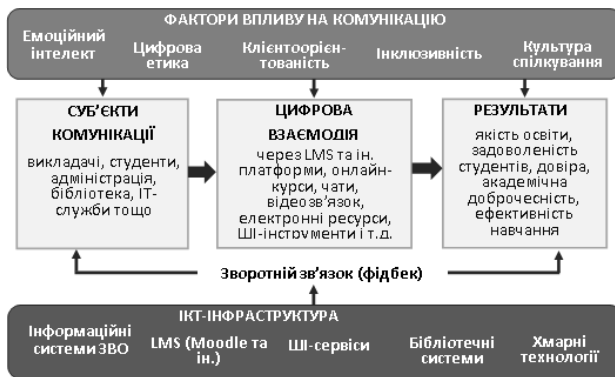 ФАКТОРИ ВПЛИВУ НА КОМУНІКАЦІЮ
Емоційний
інтелект
Цифрова
етика
Клієнтоорієн-
тованість
Інклюзивність
Культура
спілкування
СУБ'ЄКТИ
КОМУНІКАЦІЇ
викладачі, студенти,
адміністрація,
бібліотека, ІТ-
служби тощо
ЦИФРОВА
ВЗАЄМОДІЯ
через LMS та ін.
платформи, онлайн-
курси, чати,
відеозв'язок,
електронні ресурси,
ШІ-інструменти і т.д.
РЕЗУЛЬТАТИ
якість освіти,
задоволеність
студентів, довіра,
академічна
доброчесність,
ефективність
навчання
Зворотній зв'язок (фідбек)
ІКТ-ІНФРАСТРУКТУРА
Інформаційні
системи ЗВО
LMS (Moodle та
ін.)
ШІ-сервіси
Бібліотечні
системи
Хмарні
технології